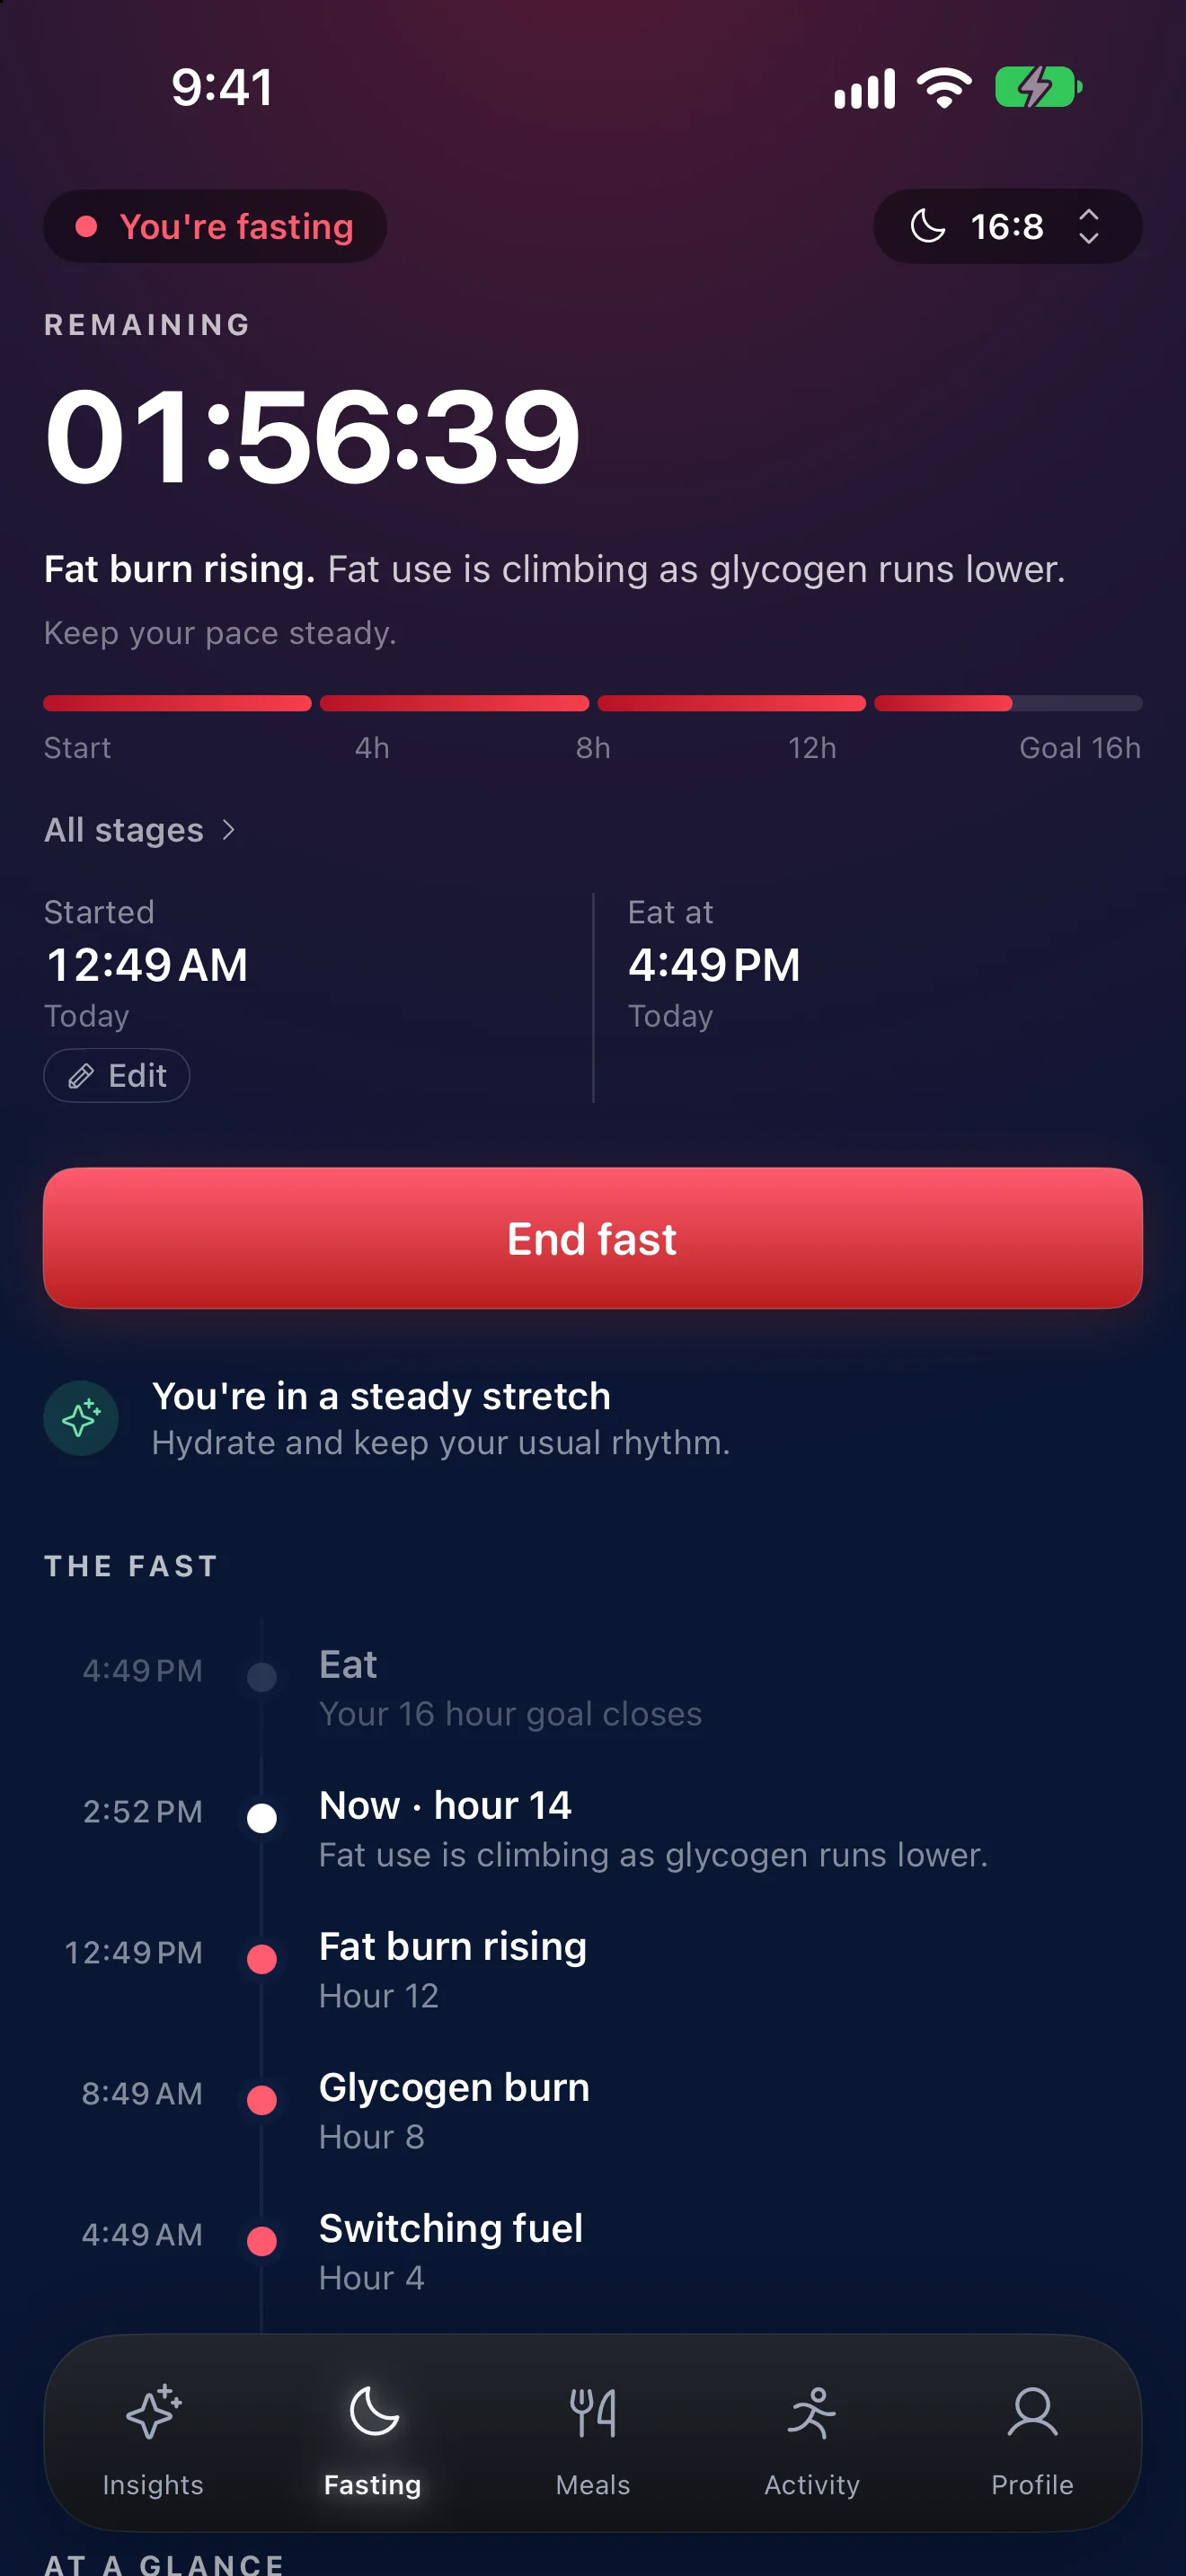 9:41
You're fasting
16:8
REMAINING
01:56:39
Fat burn rising. Fat use is climbing as glycogen runs lower.
Keep your pace steady.
Start 4h 8h 12h Goal 16h
All stages
Started
12:49 AM
Today
Edit
Eat at
4:49 PM
Today
End fast
You're in a steady stretch
Hydrate and keep your usual rhythm.
THE FAST
4:49 PM Eat
Your 16 hour goal closes
2:52 PM Now · hour 14
Fat use is climbing as glycogen runs lower.
12:49 PM Fat burn rising
Hour 12
8:49 AM Glycogen burn
Hour 8
4:49 AM Switching fuel
Hour 4
Insights Fasting Meals Activity Profile
AT A GLANCE